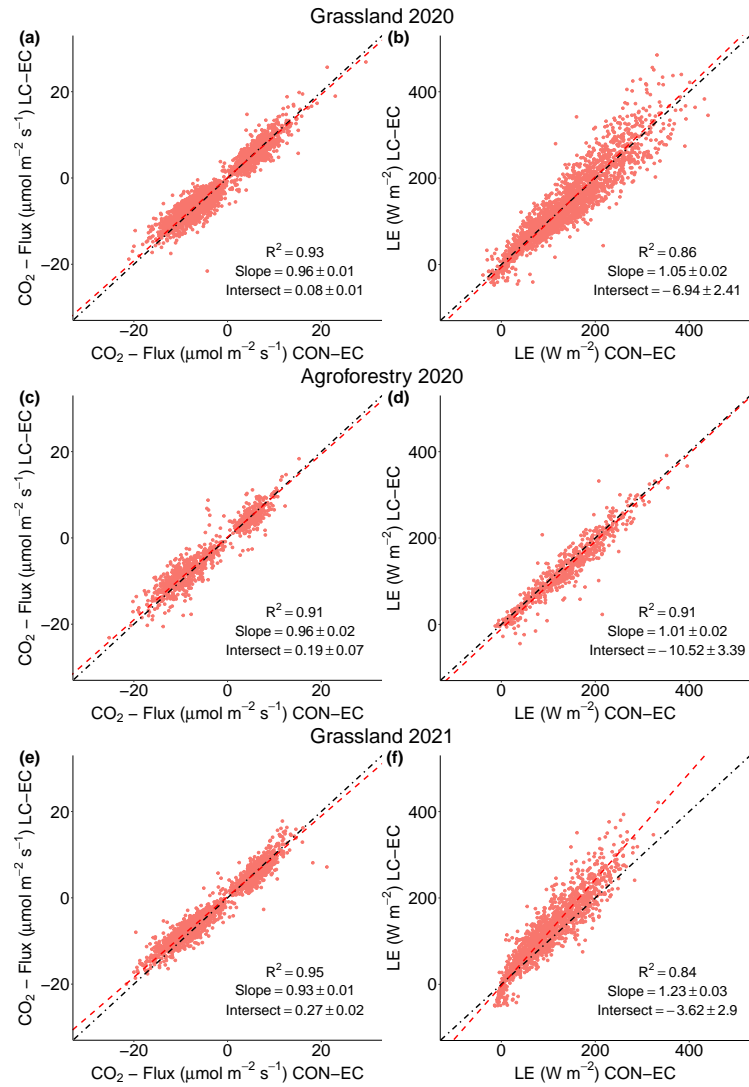 Grassland 2020
(a)
CO₂ – Flux (μmol m⁻² s⁻¹) LC−EC
20
0
−20
R² = 0.93
Slope = 0.96 ± 0.01
Intersect = 0.08 ± 0.01
−20 0 20
CO₂ – Flux (μmol m⁻² s⁻¹) CON−EC
(b)
LE (W m⁻²) LC−EC
400
200
0
R² = 0.86
Slope = 1.05 ± 0.02
Intersect = −6.94 ± 2.41
0 200 400
LE (W m⁻²) CON−EC
Agroforestry 2020
(c)
CO₂ – Flux (μmol m⁻² s⁻¹) LC−EC
20
0
−20
R² = 0.91
Slope = 0.96 ± 0.02
Intersect = 0.19 ± 0.07
−20 0 20
CO₂ – Flux (μmol m⁻² s⁻¹) CON−EC
(d)
LE (W m⁻²) LC−EC
400
200
0
R² = 0.91
Slope = 1.01 ± 0.02
Intersect = −10.52 ± 3.39
0 200 400
LE (W m⁻²) CON−EC
Grassland 2021
(e)
CO₂ – Flux (μmol m⁻² s⁻¹) LC−EC
20
0
−20
R² = 0.95
Slope = 0.93 ± 0.01
Intersect = 0.27 ± 0.02
−20 0 20
CO₂ – Flux (μmol m⁻² s⁻¹) CON−EC
(f)
LE (W m⁻²) LC−EC
400
200
0
R² = 0.84
Slope = 1.23 ± 0.03
Intersect = −3.62 ± 2.9
0 200 400
LE (W m⁻²) CON−EC